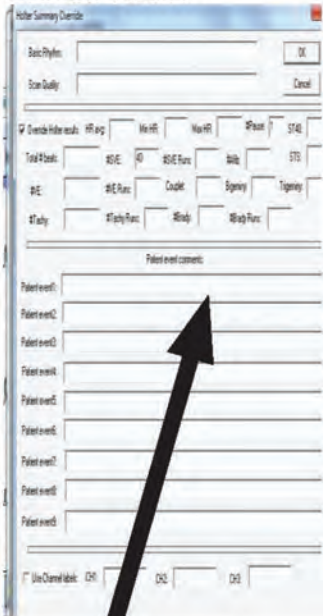 Holter Summary Override
Basic Rhythm: OK
Scan Quality: Cancel
Override Holter results HR avg: Min HR: Max HR: #Pause: ST40:
Total # beats: #SVE: 40 #SVE Runs: STS:
#VE: #VE Runs: Couplet: Bigeminy: Trigeminy:
#Tachy: #Tachy Runs: #Brady: #Brady Runs:
Patient event comments:
Patient event1:
Patient event2:
Patient event3:
Patient event4:
Patient event5:
Patient event6:
Patient event7:
Patient event8:
Patient event9:
Use Channel labels: CH1: CH2: CH3: